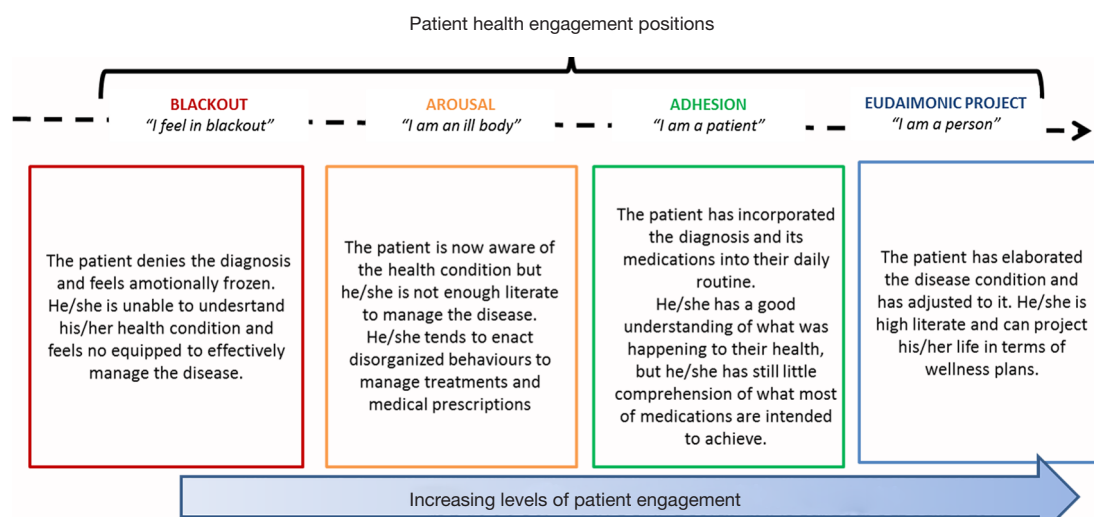 Patient health engagement positions
BLACKOUT
“I feel in blackout”
AROUSAL
“I am an ill body”
ADHESION
“I am a patient”
EUDAIMONIC PROJECT
“I am a person”
The patient denies the diagnosis
and feels amotionally frozen.
He/she is unable to undesrtand
his/her health condition and
feels no equipped to effectively
manage the disease.
The patient is now aware of
the health condition but
he/she is not enough literate
to manage the disease.
He/she tends to enact
disorganized behaviours to
manage treatments and
medical prescriptions
The patient has incorporated
the diagnosis and its
medications into their daily
routine.
He/she has a good
understanding of what was
happening to their health,
but he/she has still little
comprehension of what most
of medications are intended
to achieve.
The patient has elaborated
the disease condition and
has adjusted to it. He/she is
high literate and can project
his/her life in terms of
wellness plans.
Increasing levels of patient engagement